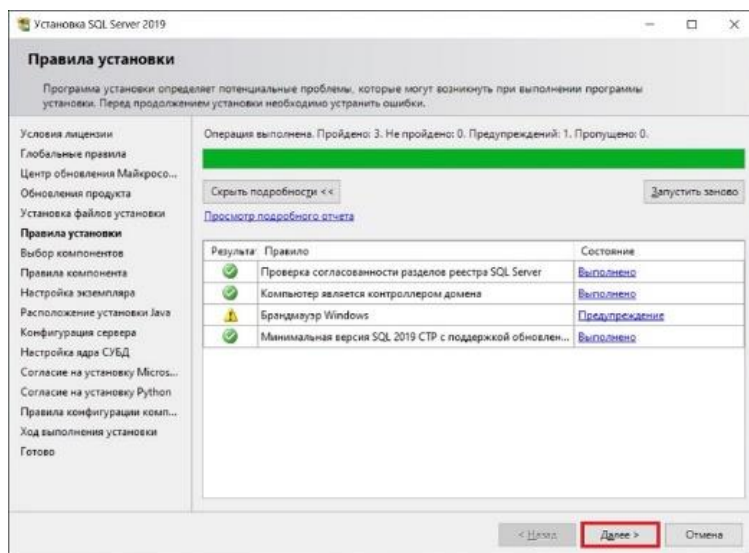 Установка SQL Server 2019
Правила установки
Программа установки определяет потенциальные проблемы, которые могут возникнуть при выполнении программы
установки. Перед продолжением установки необходимо устранить ошибки.
Условия лицензии
Глобальные правила
Центр обновления Майкросо...
Обновления продукта
Установка файлов установки
Правила установки
Выбор компонентов
Правила компонента
Настройка экземпляра
Расположение установки Java
Конфигурация сервера
Настройка ядра СУБД
Согласие на установку Micros...
Согласие на установку Python
Правила конфигурации комп...
Ход выполнения установки
Готово
Операция выполнена. Пройдено: 3. Не пройдено: 0. Предупреждений: 1. Пропущено: 0.
Скрыть подробности << Запустить заново
Просмотр подробного отчета
Результат Правило Состояние
Проверка согласованности разделов реестра SQL Server Выполнено
Компьютер является контроллером домена Выполнено
Брандмауэр Windows Предупреждение
Минимальная версия SQL 2019 CTP с поддержкой обновлен... Выполнено
< Назад Далее > Отмена